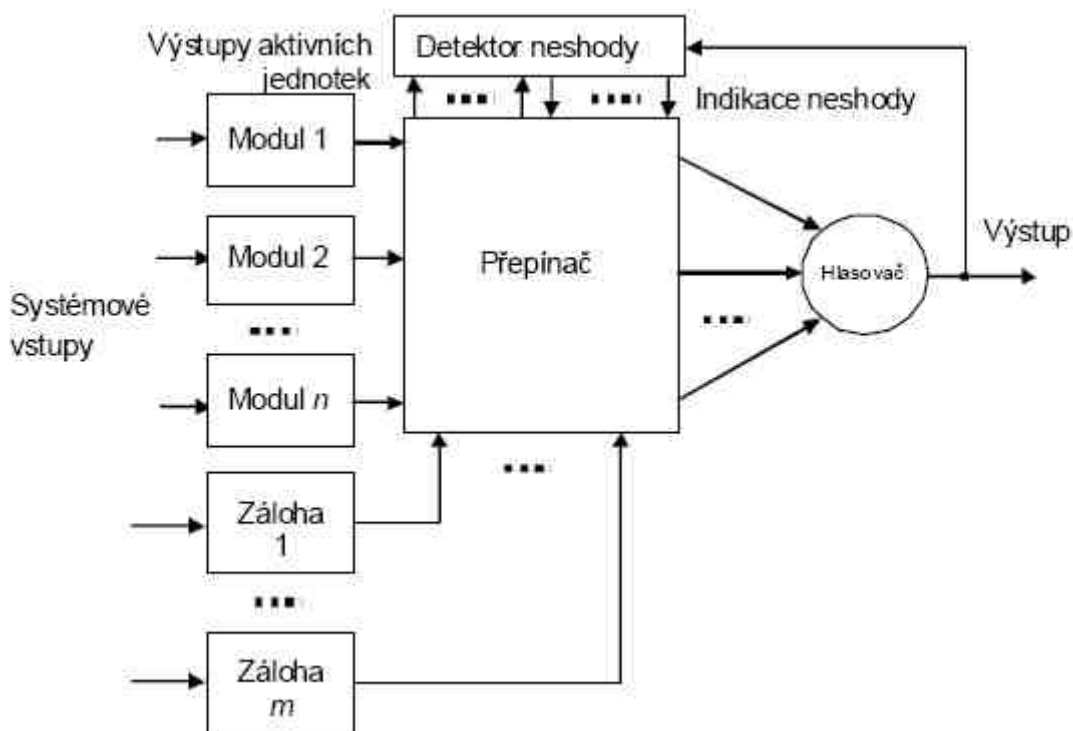 Výstupy aktivních
jednotek
Detektor neshody
Indikace neshody
Modul 1
Modul 2
Modul n
Systémové
vstupy
Přepínač
Hlasovač
Výstup
Záloha
1
Záloha
m